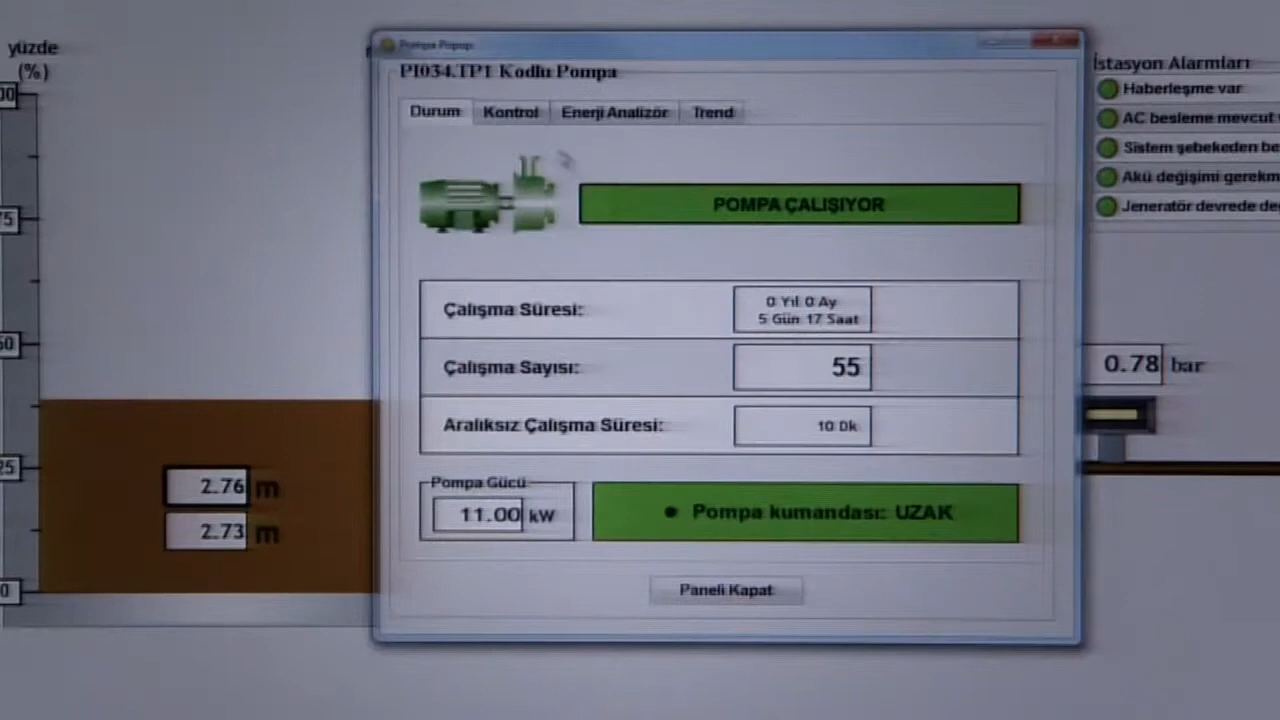 yüzde
(%)
75
25
0
2.76 m
2.73 m
Pompa Popup
PI034.TP1 Kodlu Pompa
Durum
Kontrol
Enerji Analizör
Trend
POMPA ÇALIŞIYOR
Çalışma Süresi:
0 Yıl 0 Ay
5 Gün 17 Saat
Çalışma Sayısı:
55
Aralıksız Çalışma Süresi:
10 Dk
Pompa Gücü
11.00 kW
● Pompa kumandası: UZAK
Paneli Kapat
İstasyon Alarmları
Haberleşme var
AC besleme mevcut
Sistem şebekeden be
Akü değişimi gerekm
Jeneratör devrede de
0.78 bar